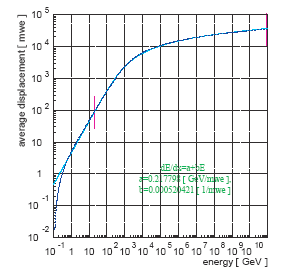 10 5
10 4
10 3
10 2
10
1
10 -1
10 -2
average displacement [ mwe ]
dE/dx=a+bE
a=0.217798 [ GeV/mwe ]
b=0.000520421 [ 1/mwe ]
10 -1 1 10 10 2 10 3 10 4 10 5 10 6 10 7 10 8 10 9 10 10
energy [ GeV ]